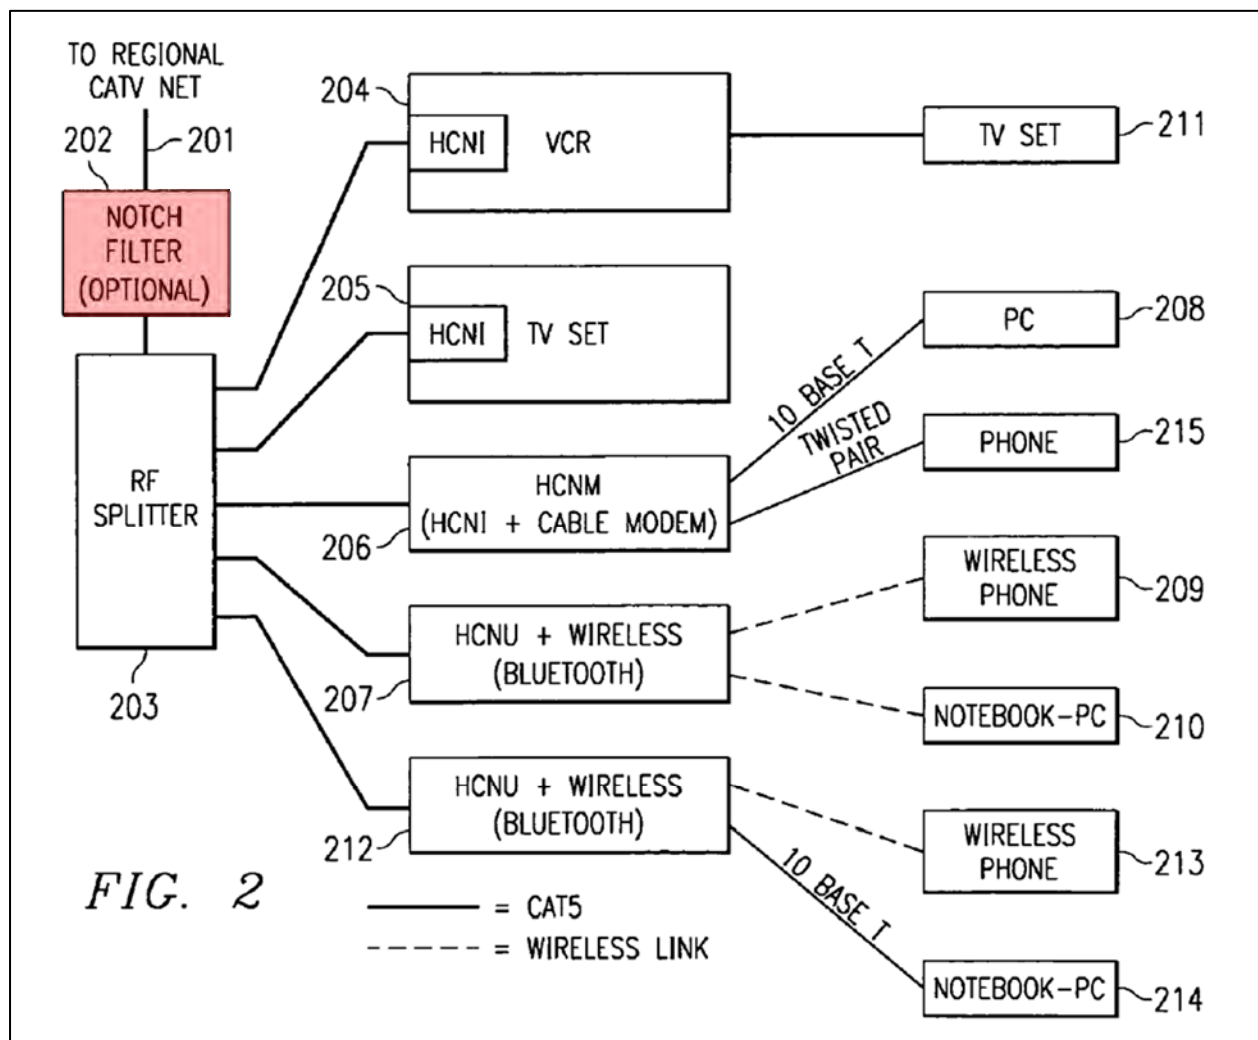 TO REGIONAL
CATV NET
201
202
NOTCH
FILTER
(OPTIONAL)
RF
SPLITTER
203
204
HCNI
VCR
TV SET
211
205
HCNI
TV SET
PC
208
10 BASE T
TWISTED
PAIR
PHONE
215
HCNM
(HCNI + CABLE MODEM)
206
WIRELESS
PHONE
209
HCNU + WIRELESS
(BLUETOOTH)
207
NOTEBOOK-PC
210
HCNU + WIRELESS
(BLUETOOTH)
212
WIRELESS
PHONE
213
10 BASE T
NOTEBOOK-PC
214
FIG. 2
= CAT5
= WIRELESS LINK